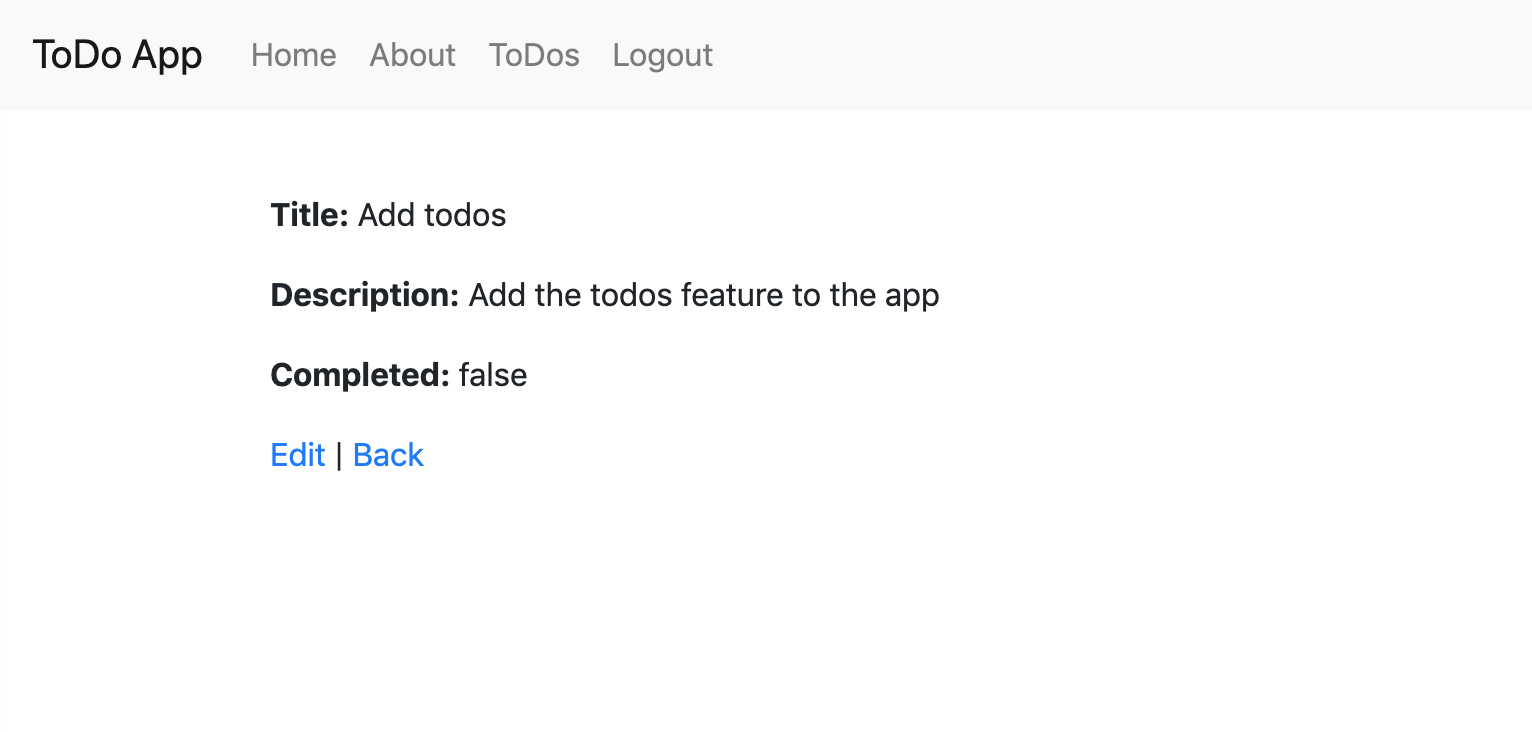 ToDo App Home About ToDos Logout
Title: Add todos
Description: Add the todos feature to the app
Completed: false
Edit | Back